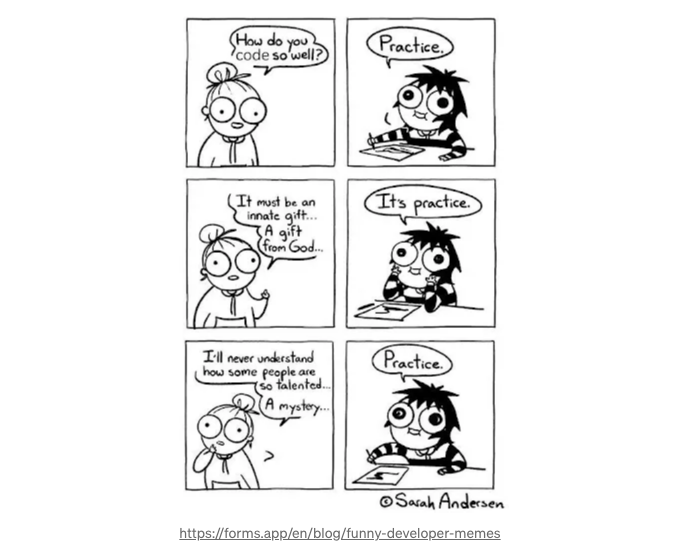 How do you
code so well?
Practice.
It must be an
innate gift...
A gift
from God...
It's practice.
I'll never understand
how some people are
so talented...
A mystery...
Practice.
©Sarah Andersen
https://forms.app/en/blog/funny-developer-memes